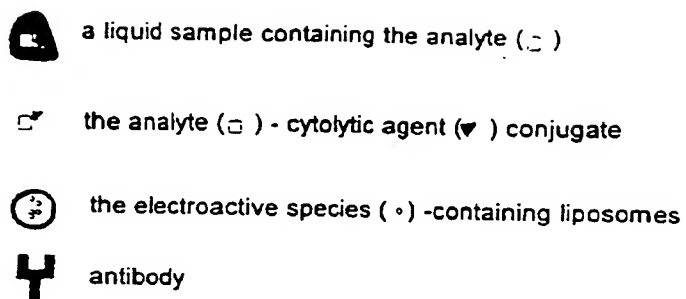 a liquid sample containing the analyte (□)
the analyte (□) - cytolytic agent (▼) conjugate
the electroactive species (∘) -containing liposomes
antibody